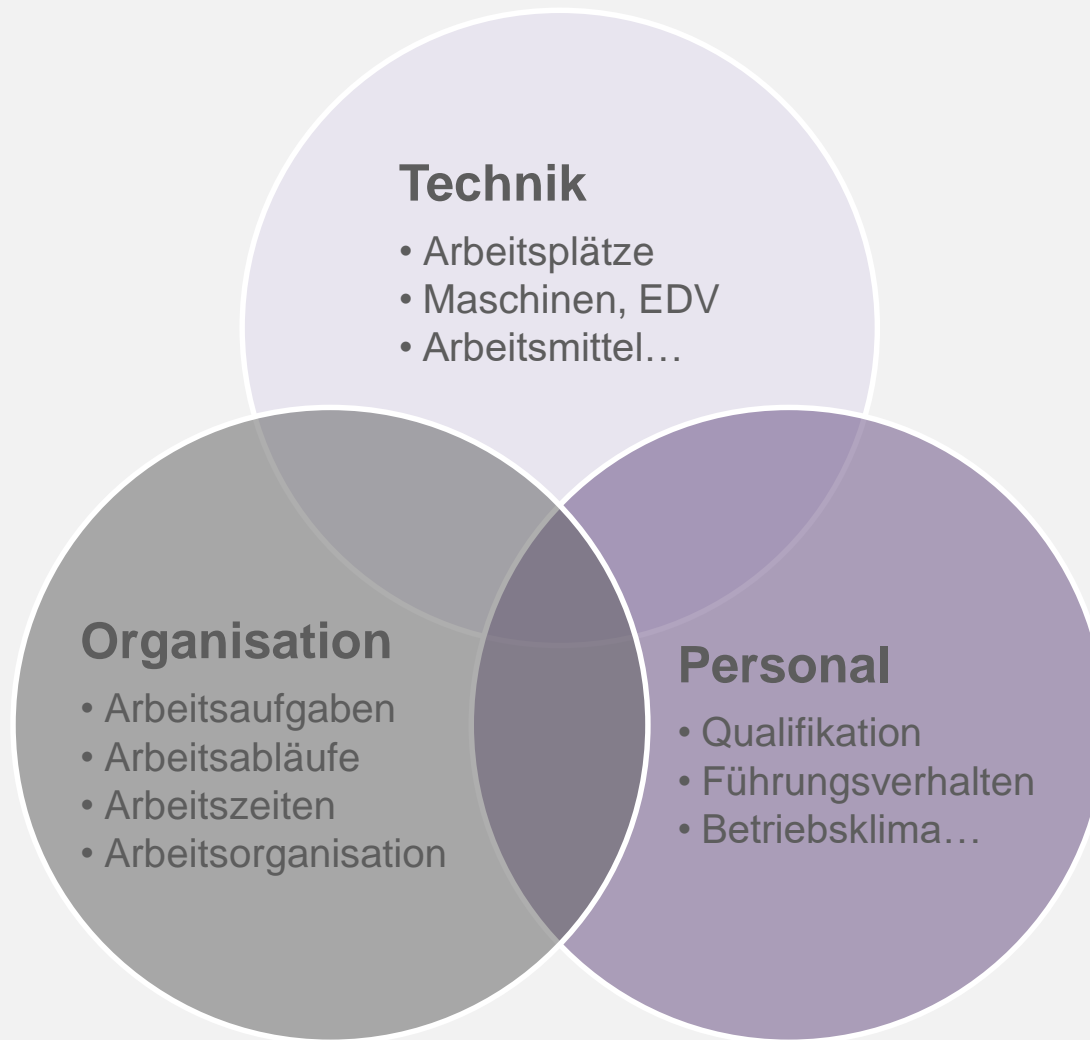 Technik
• Arbeitsplätze
• Maschinen, EDV
• Arbeitsmittel…
Organisation
• Arbeitsaufgaben
• Arbeitsabläufe
• Arbeitszeiten
• Arbeitsorganisation
Personal
• Qualifikation
• Führungsverhalten
• Betriebsklima…